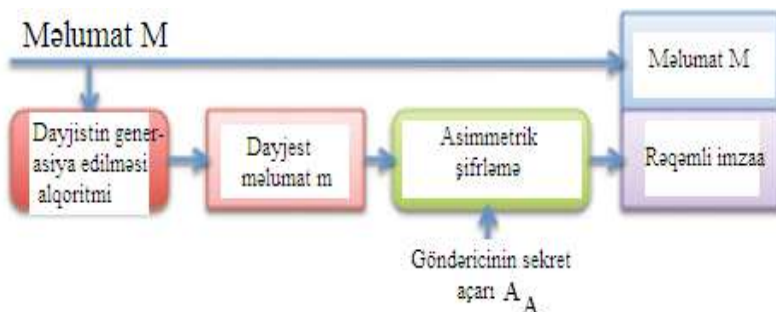 Məlumat M
Məlumat M
Dayjistin gener-
asiya edilməsi
alqoritmi
Dayjest
məlumat m
Asimmetrik
şifrləmə
Rəqəmli imzaa
Göndəricinin sekret
açarı A A